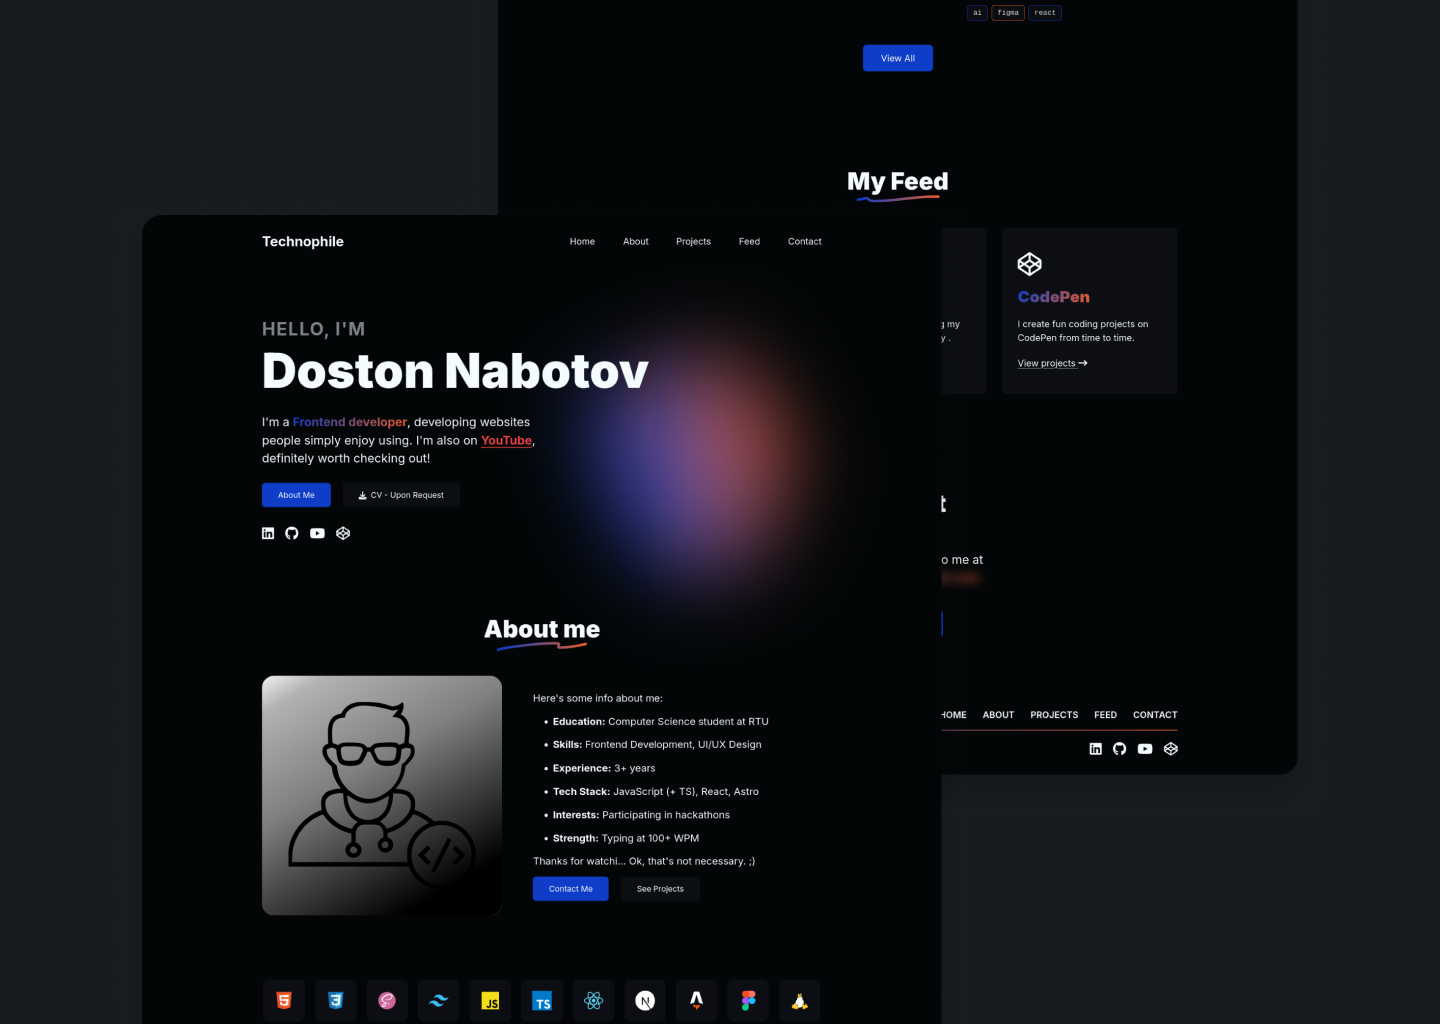 ai figma react
View All
My Feed
Technophile
Home About Projects Feed Contact
HELLO, I'M
Doston Nabotov
I'm a Frontend developer, developing websites
people simply enjoy using. I'm also on YouTube,
definitely worth checking out!
About Me
CV - Upon Request
my
y .
CodePen
I create fun coding projects on
CodePen from time to time.
View projects
me at
About me
Here's some info about me:
• Education: Computer Science student at RTU
• Skills: Frontend Development, UI/UX Design
• Experience: 3+ years
• Tech Stack: JavaScript (+ TS), React, Astro
• Interests: Participating in hackathons
• Strength: Typing at 100+ WPM
Thanks for watchi... Ok, that's not necessary. ;)
Contact Me
See Projects
HOME ABOUT PROJECTS FEED CONTACT
JS
TS
N